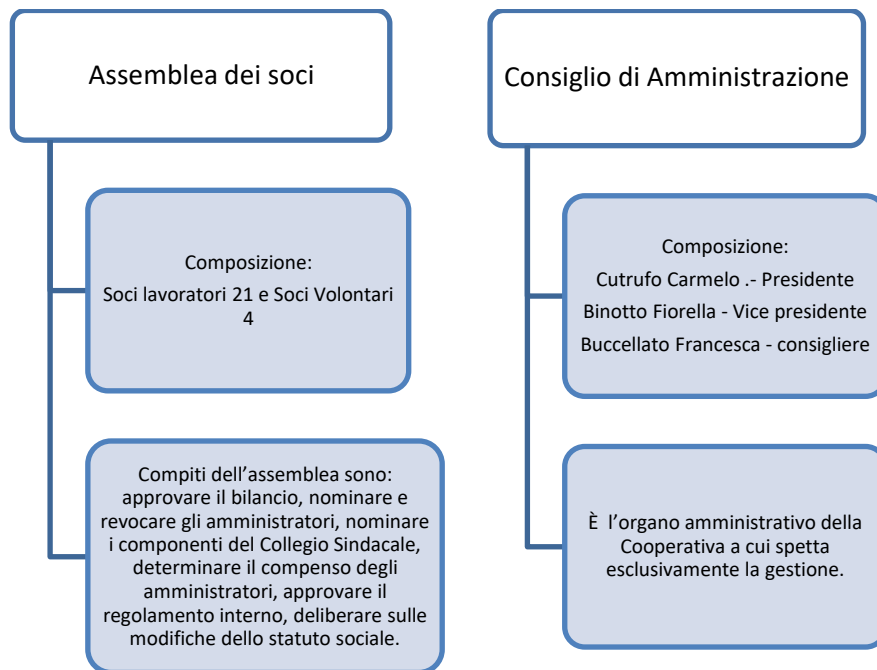 Assemblea dei soci
Composizione:
Soci lavoratori 21 e Soci Volontari
4
Compiti dell’assemblea sono:
approvare il bilancio, nominare e
revocare gli amministratori, nominare
i componenti del Collegio Sindacale,
determinare il compenso degli
amministratori, approvare il
regolamento interno, deliberare sulle
modifiche dello statuto sociale.
Consiglio di Amministrazione
Composizione:
Cutrufo Carmelo .- Presidente
Binotto Fiorella - Vice presidente
Buccellato Francesca - consigliere
È l’organo amministrativo della
Cooperativa a cui spetta
esclusivamente la gestione.